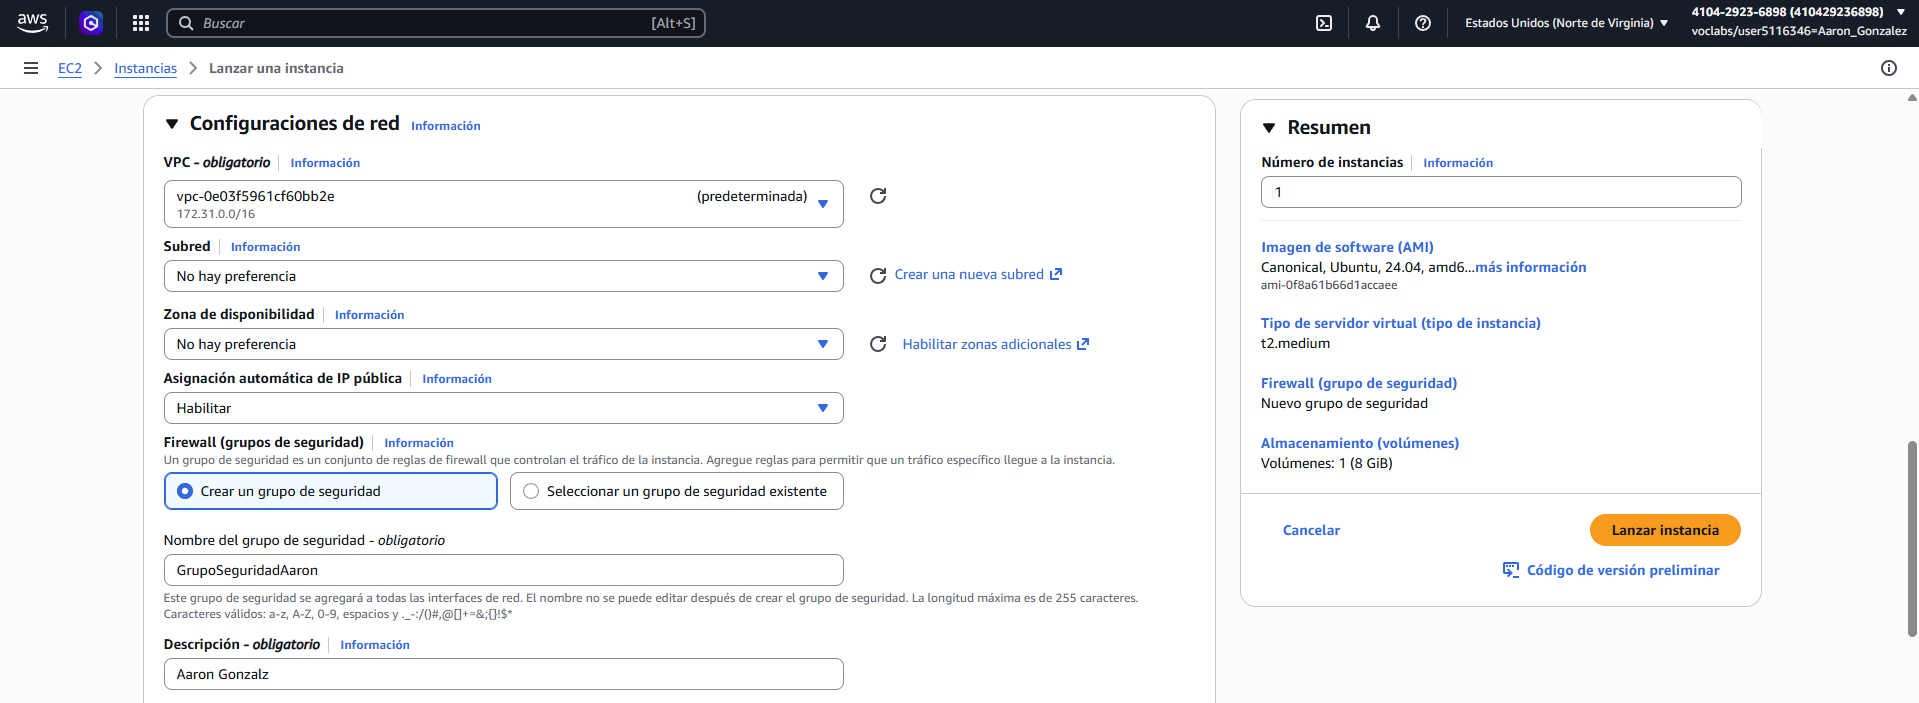 aws
Buscar
[Alt+S]
Estados Unidos (Norte de Virginia)
4104-2923-6898 (410429236898)
voclabs/user5116346=Aaron_Gonzalez
EC2
Instancias
Lanzar una instancia
Configuraciones de red Información
VPC - obligatorio Información
vpc-0e03f5961cf60bb2e (predeterminada)
172.31.0.0/16
Subred Información
No hay preferencia
Crear una nueva subred
Zona de disponibilidad Información
No hay preferencia
Habilitar zonas adicionales
Asignación automática de IP pública Información
Habilitar
Firewall (grupos de seguridad) Información
Un grupo de seguridad es un conjunto de reglas de firewall que controlan el tráfico de la instancia. Agregue reglas para permitir que un tráfico específico llegue a la instancia.
Crear un grupo de seguridad
Seleccionar un grupo de seguridad existente
Nombre del grupo de seguridad - obligatorio
GrupoSeguridadAaron
Este grupo de seguridad se agregará a todas las interfaces de red. El nombre no se puede editar después de crear el grupo de seguridad. La longitud máxima es de 255 caracteres.
Caracteres válidos: a-z, A-Z, 0-9, espacios y ._-:/()#,@[]+=&;{}!$*
Descripción - obligatorio Información
Aaron Gonzalz
Resumen
Número de instancias Información
1
Imagen de software (AMI)
Canonical, Ubuntu, 24.04, amd6...más información
ami-0f8a61b66d1accaee
Tipo de servidor virtual (tipo de instancia)
t2.medium
Firewall (grupo de seguridad)
Nuevo grupo de seguridad
Almacenamiento (volúmenes)
Volúmenes: 1 (8 GiB)
Cancelar
Lanzar instancia
Código de versión preliminar